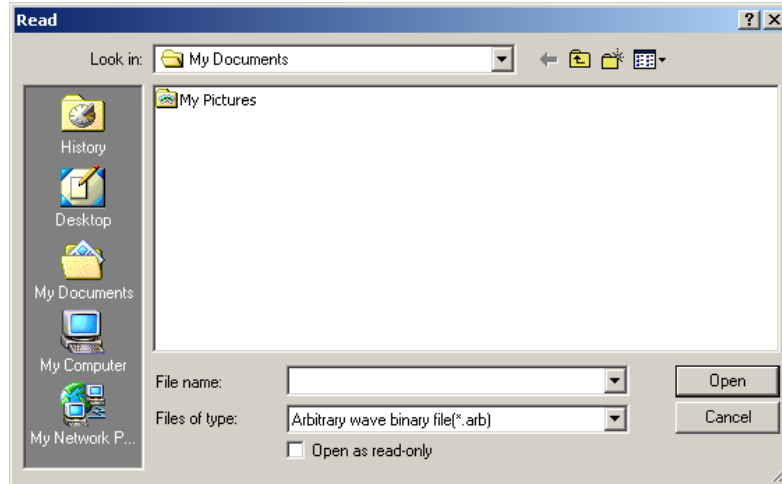 Read
Look in: My Documents
My Pictures
History
Desktop
My Documents
My Computer
My Network P...
File name:
Open
Files of type: Arbitrary wave binary file(*.arb)
Cancel
Open as read-only